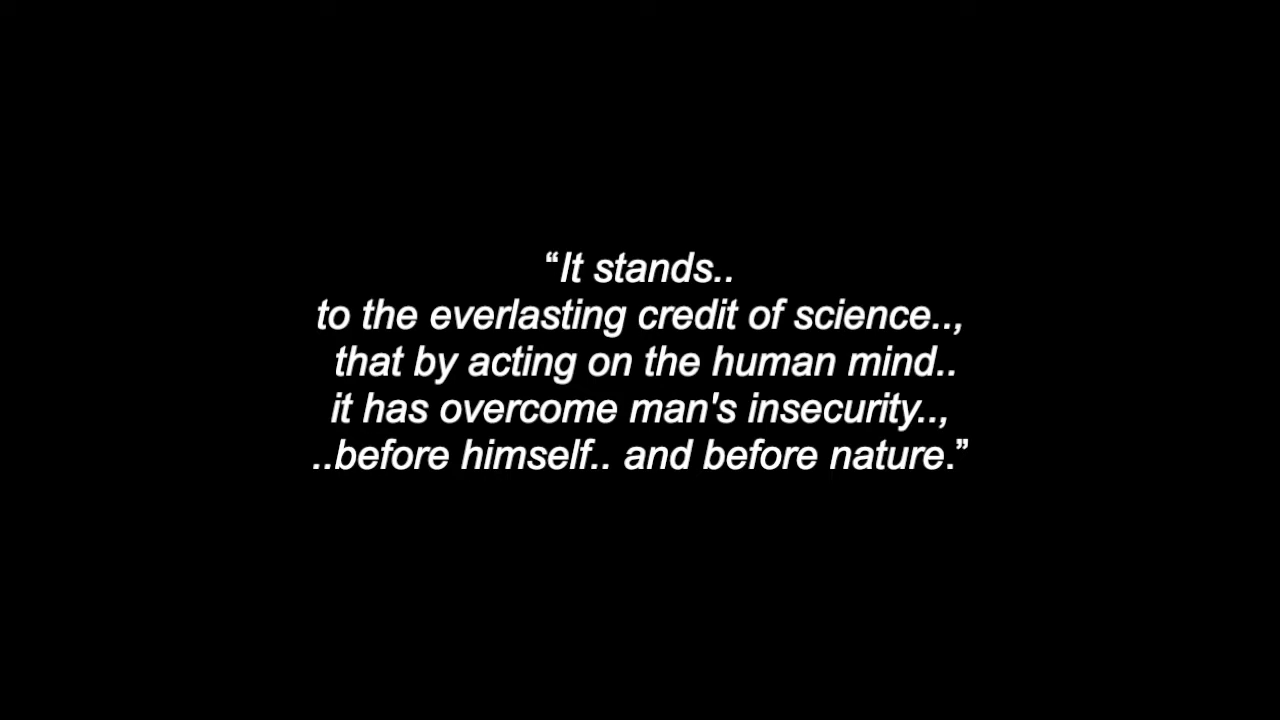 “It stands..
to the everlasting credit of science..,
that by acting on the human mind..
it has overcome man's insecurity..,
..before himself.. and before nature.”